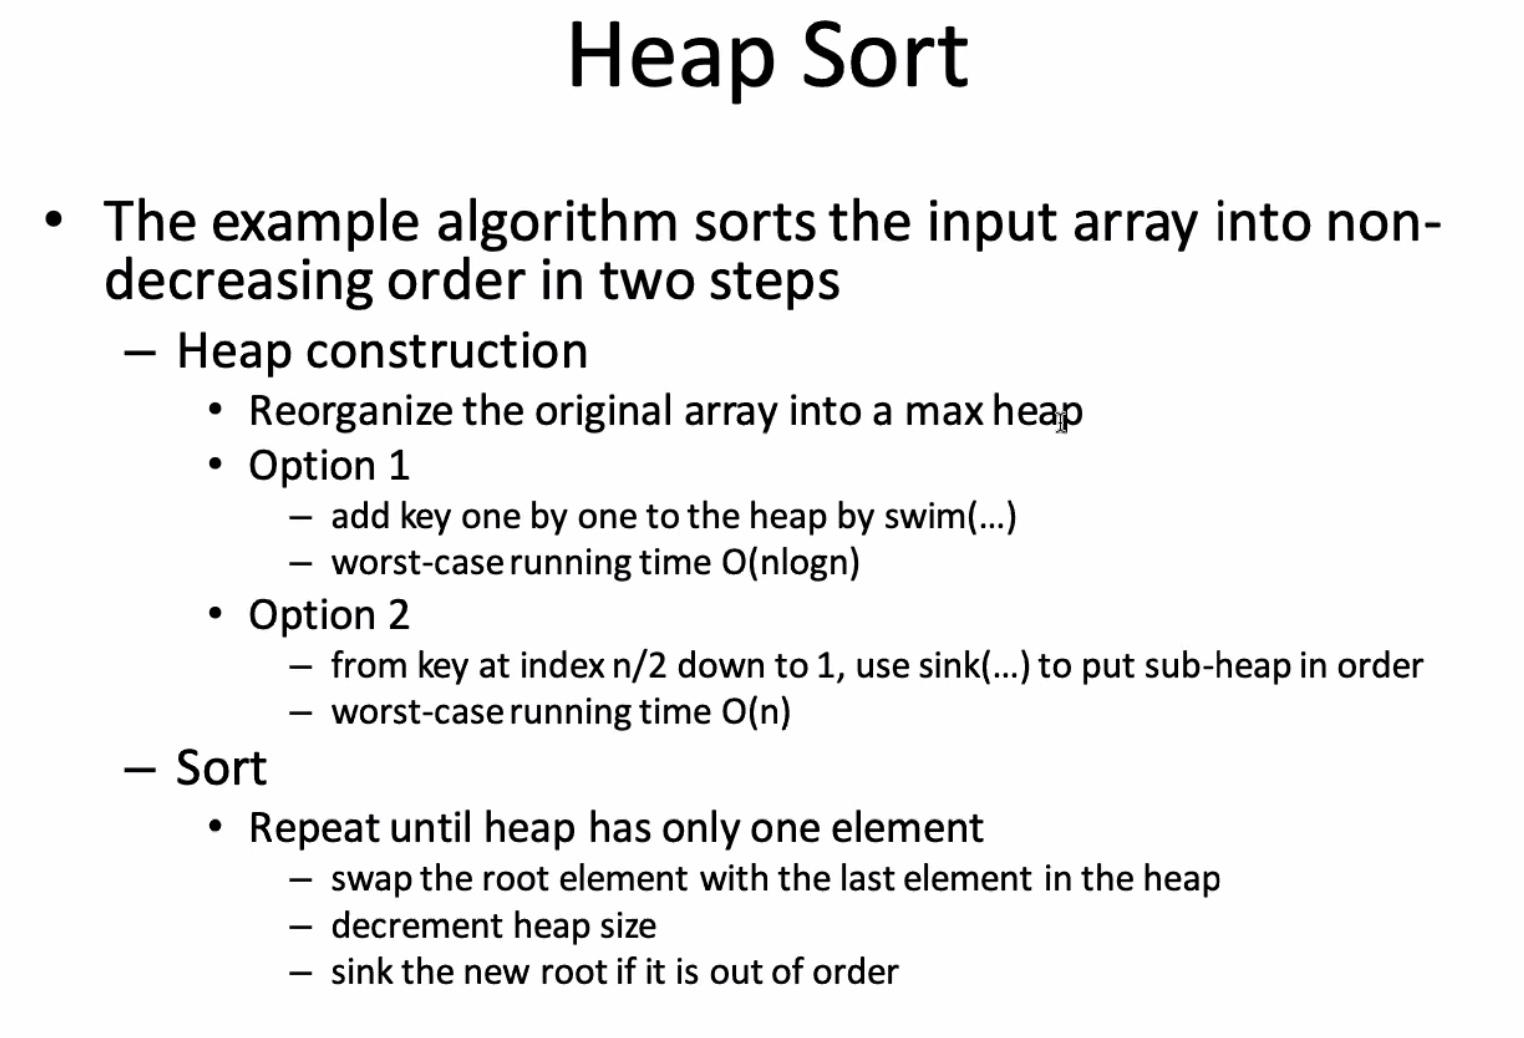 Heap Sort
• The example algorithm sorts the input array into non-
decreasing order in two steps
– Heap construction
• Reorganize the original array into a max heap
• Option 1
– add key one by one to the heap by swim(...)
– worst-case running time O(nlogn)
• Option 2
– from key at index n/2 down to 1, use sink(...) to put sub-heap in order
– worst-case running time O(n)
– Sort
• Repeat until heap has only one element
– swap the root element with the last element in the heap
– decrement heap size
– sink the new root if it is out of order